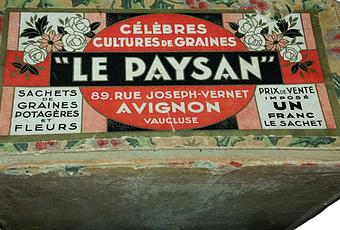 CÉLÈBRES
CULTURES DE GRAINES
"LE PAYSAN"
89, RUE JOSEPH-VERNET
AVIGNON
VAUCLUSE
SACHETS
DE
GRAINES
POTAGÈRES
ET
FLEURS
PRIX DE VENTE
IMPOSÉ
UN
FRANC
LE SACHET